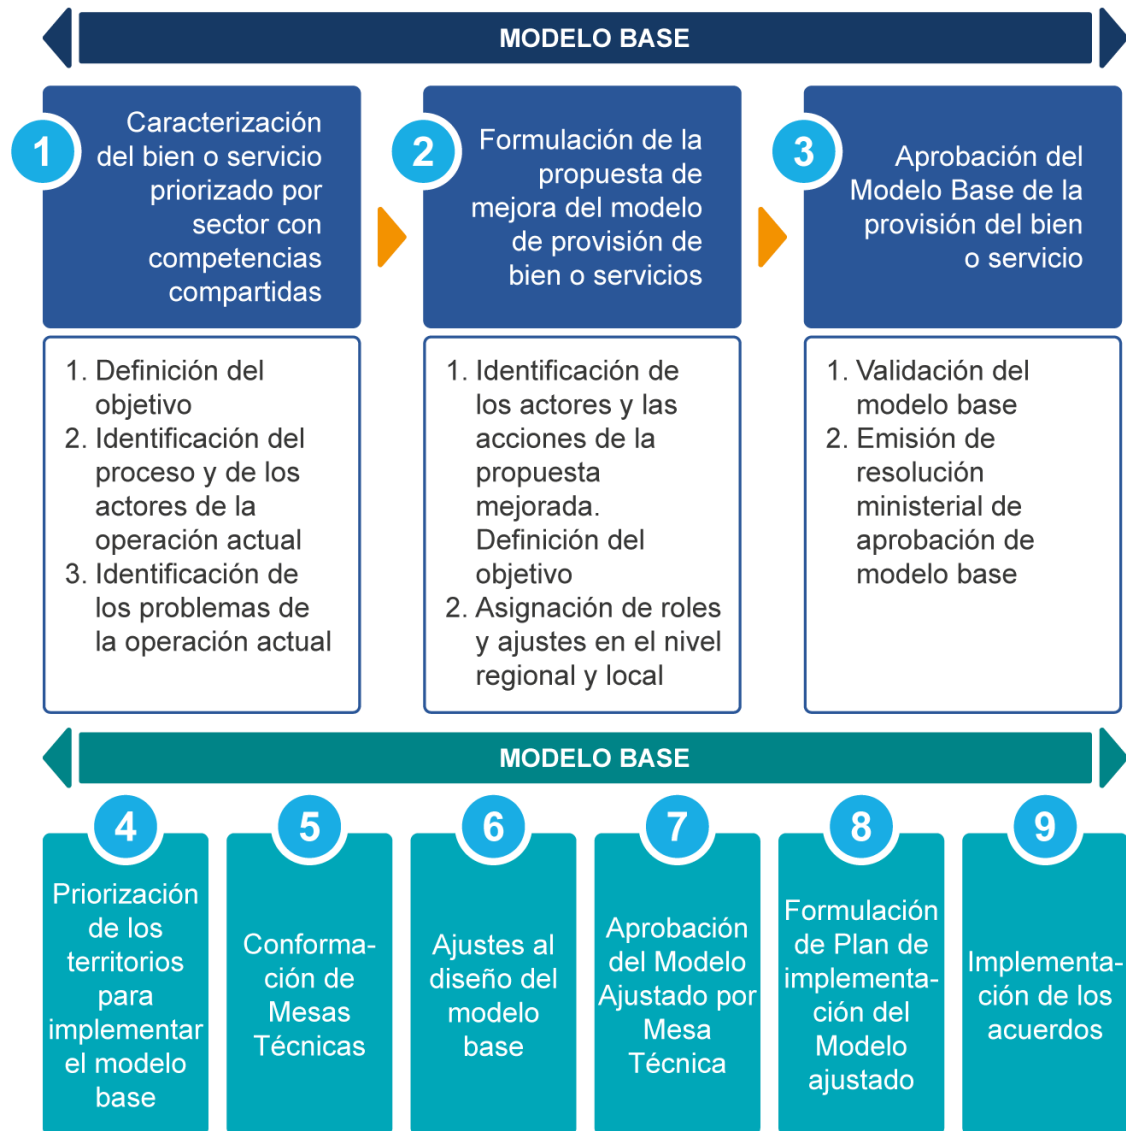 MODELO BASE
1
Caracterización
del bien o servicio
priorizado por
sector con
competencias
compartidas
2
Formulación de la
propuesta de
mejora del modelo
de provisión de
bien o servicios
3
Aprobación del
Modelo Base de la
provisión del bien
o servicio
1. Definición del
objetivo
2. Identificación del
proceso y de los
actores de la
operación actual
3. Identificación de
los problemas de
la operación actual
1. Identificación de
los actores y las
acciones de la
propuesta
mejorada.
Definición del
objetivo
2. Asignación de roles
y ajustes en el nivel
regional y local
1. Validación del
modelo base
2. Emisión de
resolución
ministerial de
aprobación de
modelo base
MODELO BASE
4
Priorización
de los
territorios
para
implementar
el modelo
base
5
Conforma-
ción de
Mesas
Técnicas
6
Ajustes al
diseño del
modelo
base
7
Aprobación
del Modelo
Ajustado por
Mesa
Técnica
8
Formulación
de Plan de
implementa-
ción del
Modelo
ajustado
9
Implementa-
ción de los
acuerdos